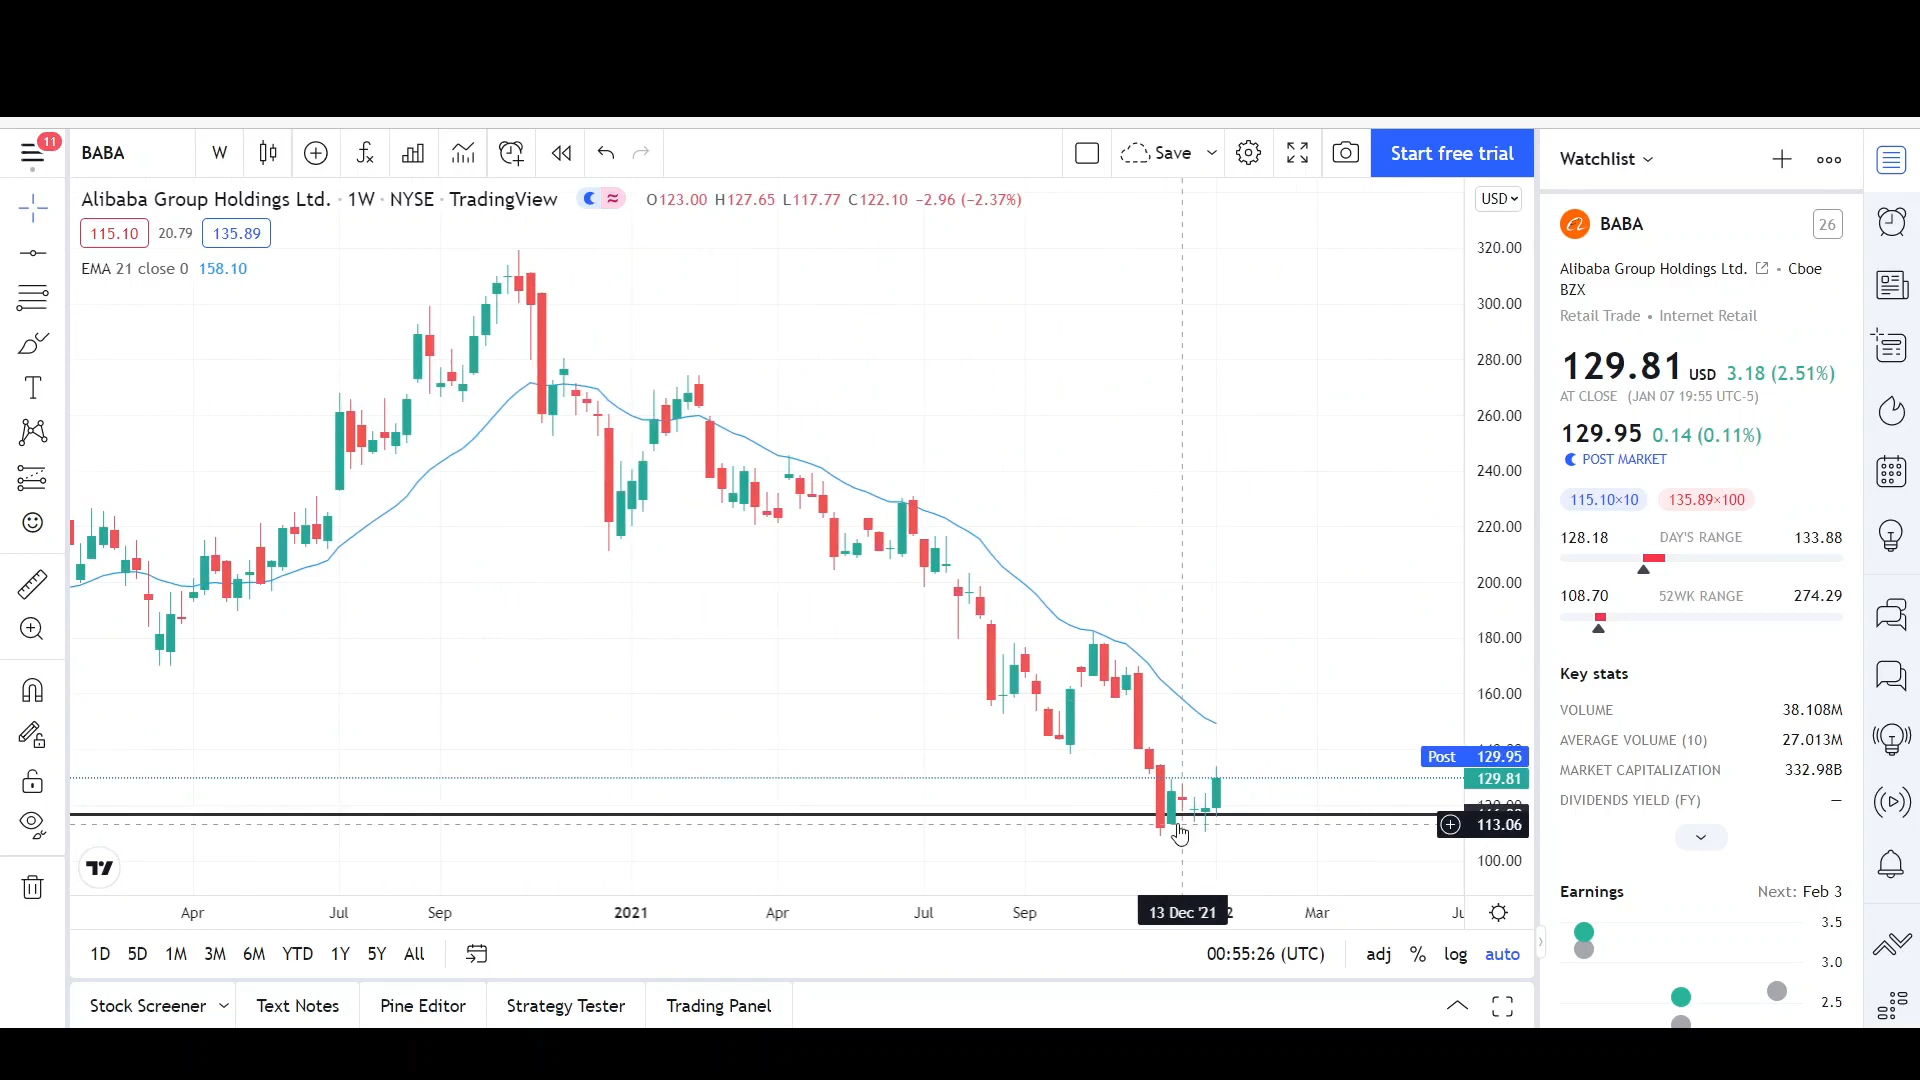 11
BABA
W
Save
Start free trial
Watchlist
Alibaba Group Holdings Ltd. · 1W · NYSE · TradingView
O123.00 H127.65 L117.77 C122.10 −2.96 (−2.37%)
USD
115.10 20.79 135.89
EMA 21 close 0 158.10
320.00
300.00
280.00
260.00
240.00
220.00
200.00
180.00
160.00
Post 129.95
129.81
113.06
100.00
Apr Jul Sep 2021 Apr Jul Sep 13 Dec '21 2 Mar
1D 5D 1M 3M 6M YTD 1Y 5Y All
00:55:26 (UTC) adj % log auto
Stock Screener Text Notes Pine Editor Strategy Tester Trading Panel
BABA 26
Alibaba Group Holdings Ltd. • Cboe
BZX
Retail Trade • Internet Retail
129.81 USD 3.18 (2.51%)
AT CLOSE (JAN 07 19:55 UTC-5)
129.95 0.14 (0.11%)
POST MARKET
115.10×10 135.89×100
128.18 DAY'S RANGE 133.88
108.70 52WK RANGE 274.29
Key stats
VOLUME 38.108M
AVERAGE VOLUME (10) 27.013M
MARKET CAPITALIZATION 332.98B
DIVIDENDS YIELD (FY) —
Earnings Next: Feb 3
3.5
3.0
2.5